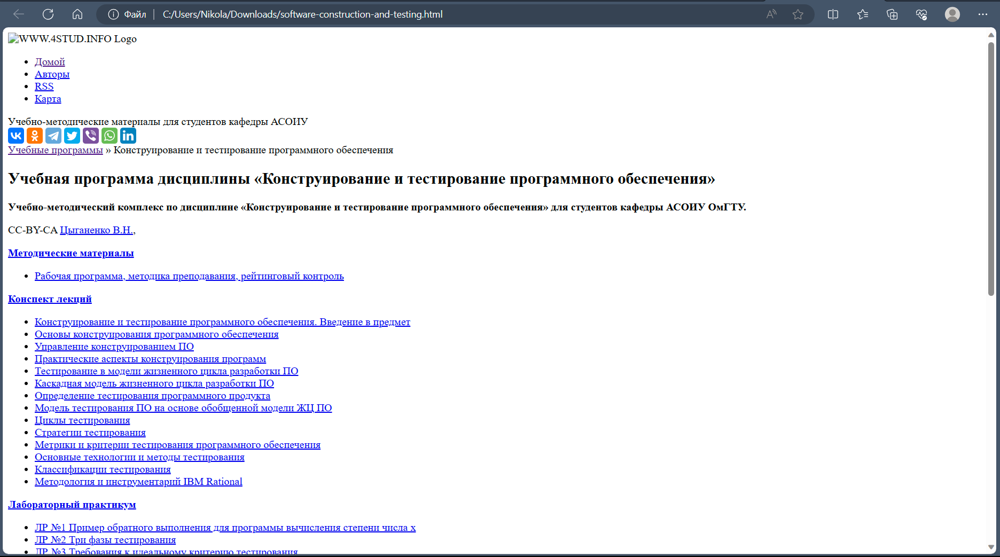 Файл
C:/Users/Nikola/Downloads/software-construction-and-testing.html
WWW.4STUD.INFO Logo
Домой
Авторы
RSS
Карта
Учебно-методические материалы для студентов кафедры АСОИУ
Учебные программы » Конструирование и тестирование программного обеспечения
Учебная программа дисциплины «Конструирование и тестирование программного обеспечения»
Учебно-методический комплекс по дисциплине «Конструирование и тестирование программного обеспечения» для студентов кафедры АСОИУ ОмГТУ.
CC-BY-CA Цыганенко В.Н.,
Методические материалы
Рабочая программа, методика преподавания, рейтинговый контроль
Конспект лекций
Конструирование и тестирование программного обеспечения. Введение в предмет
Основы конструирования программного обеспечения
Управление конструированием ПО
Практические аспекты конструирования программ
Тестирование в модели жизненного цикла разработки ПО
Каскадная модель жизненного цикла разработки ПО
Определение тестирования программного продукта
Модель тестирования ПО на основе обобщенной модели ЖЦ ПО
Циклы тестирования
Стратегии тестирования
Метрики и критерии тестирования программного обеспечения
Основные технологии и методы тестирования
Классификации тестирования
Методология и инструментарий IBM Rational
Лабораторный практикум
ЛР №1 Пример обратного выполнения для программы вычисления степени числа x
ЛР №2 Три фазы тестирования
ЛР №3 Требования к идеальному критерию тестирования